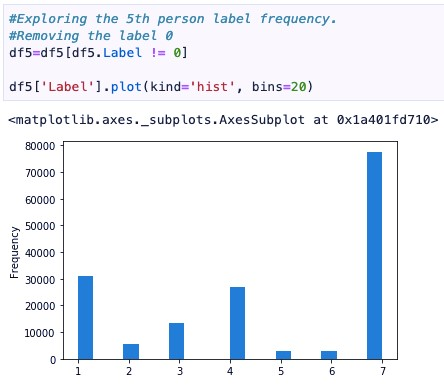 #Exploring the 5th person label frequency.
#Removing the label 0
df5=df5[df5.Label != 0]
df5['Label'].plot(kind='hist', bins=20)
<matplotlib.axes._subplots.AxesSubplot at 0x1a401fd710>
80000
70000
60000
50000
40000
30000
20000
10000
0
Frequency
1 2 3 4 5 6 7